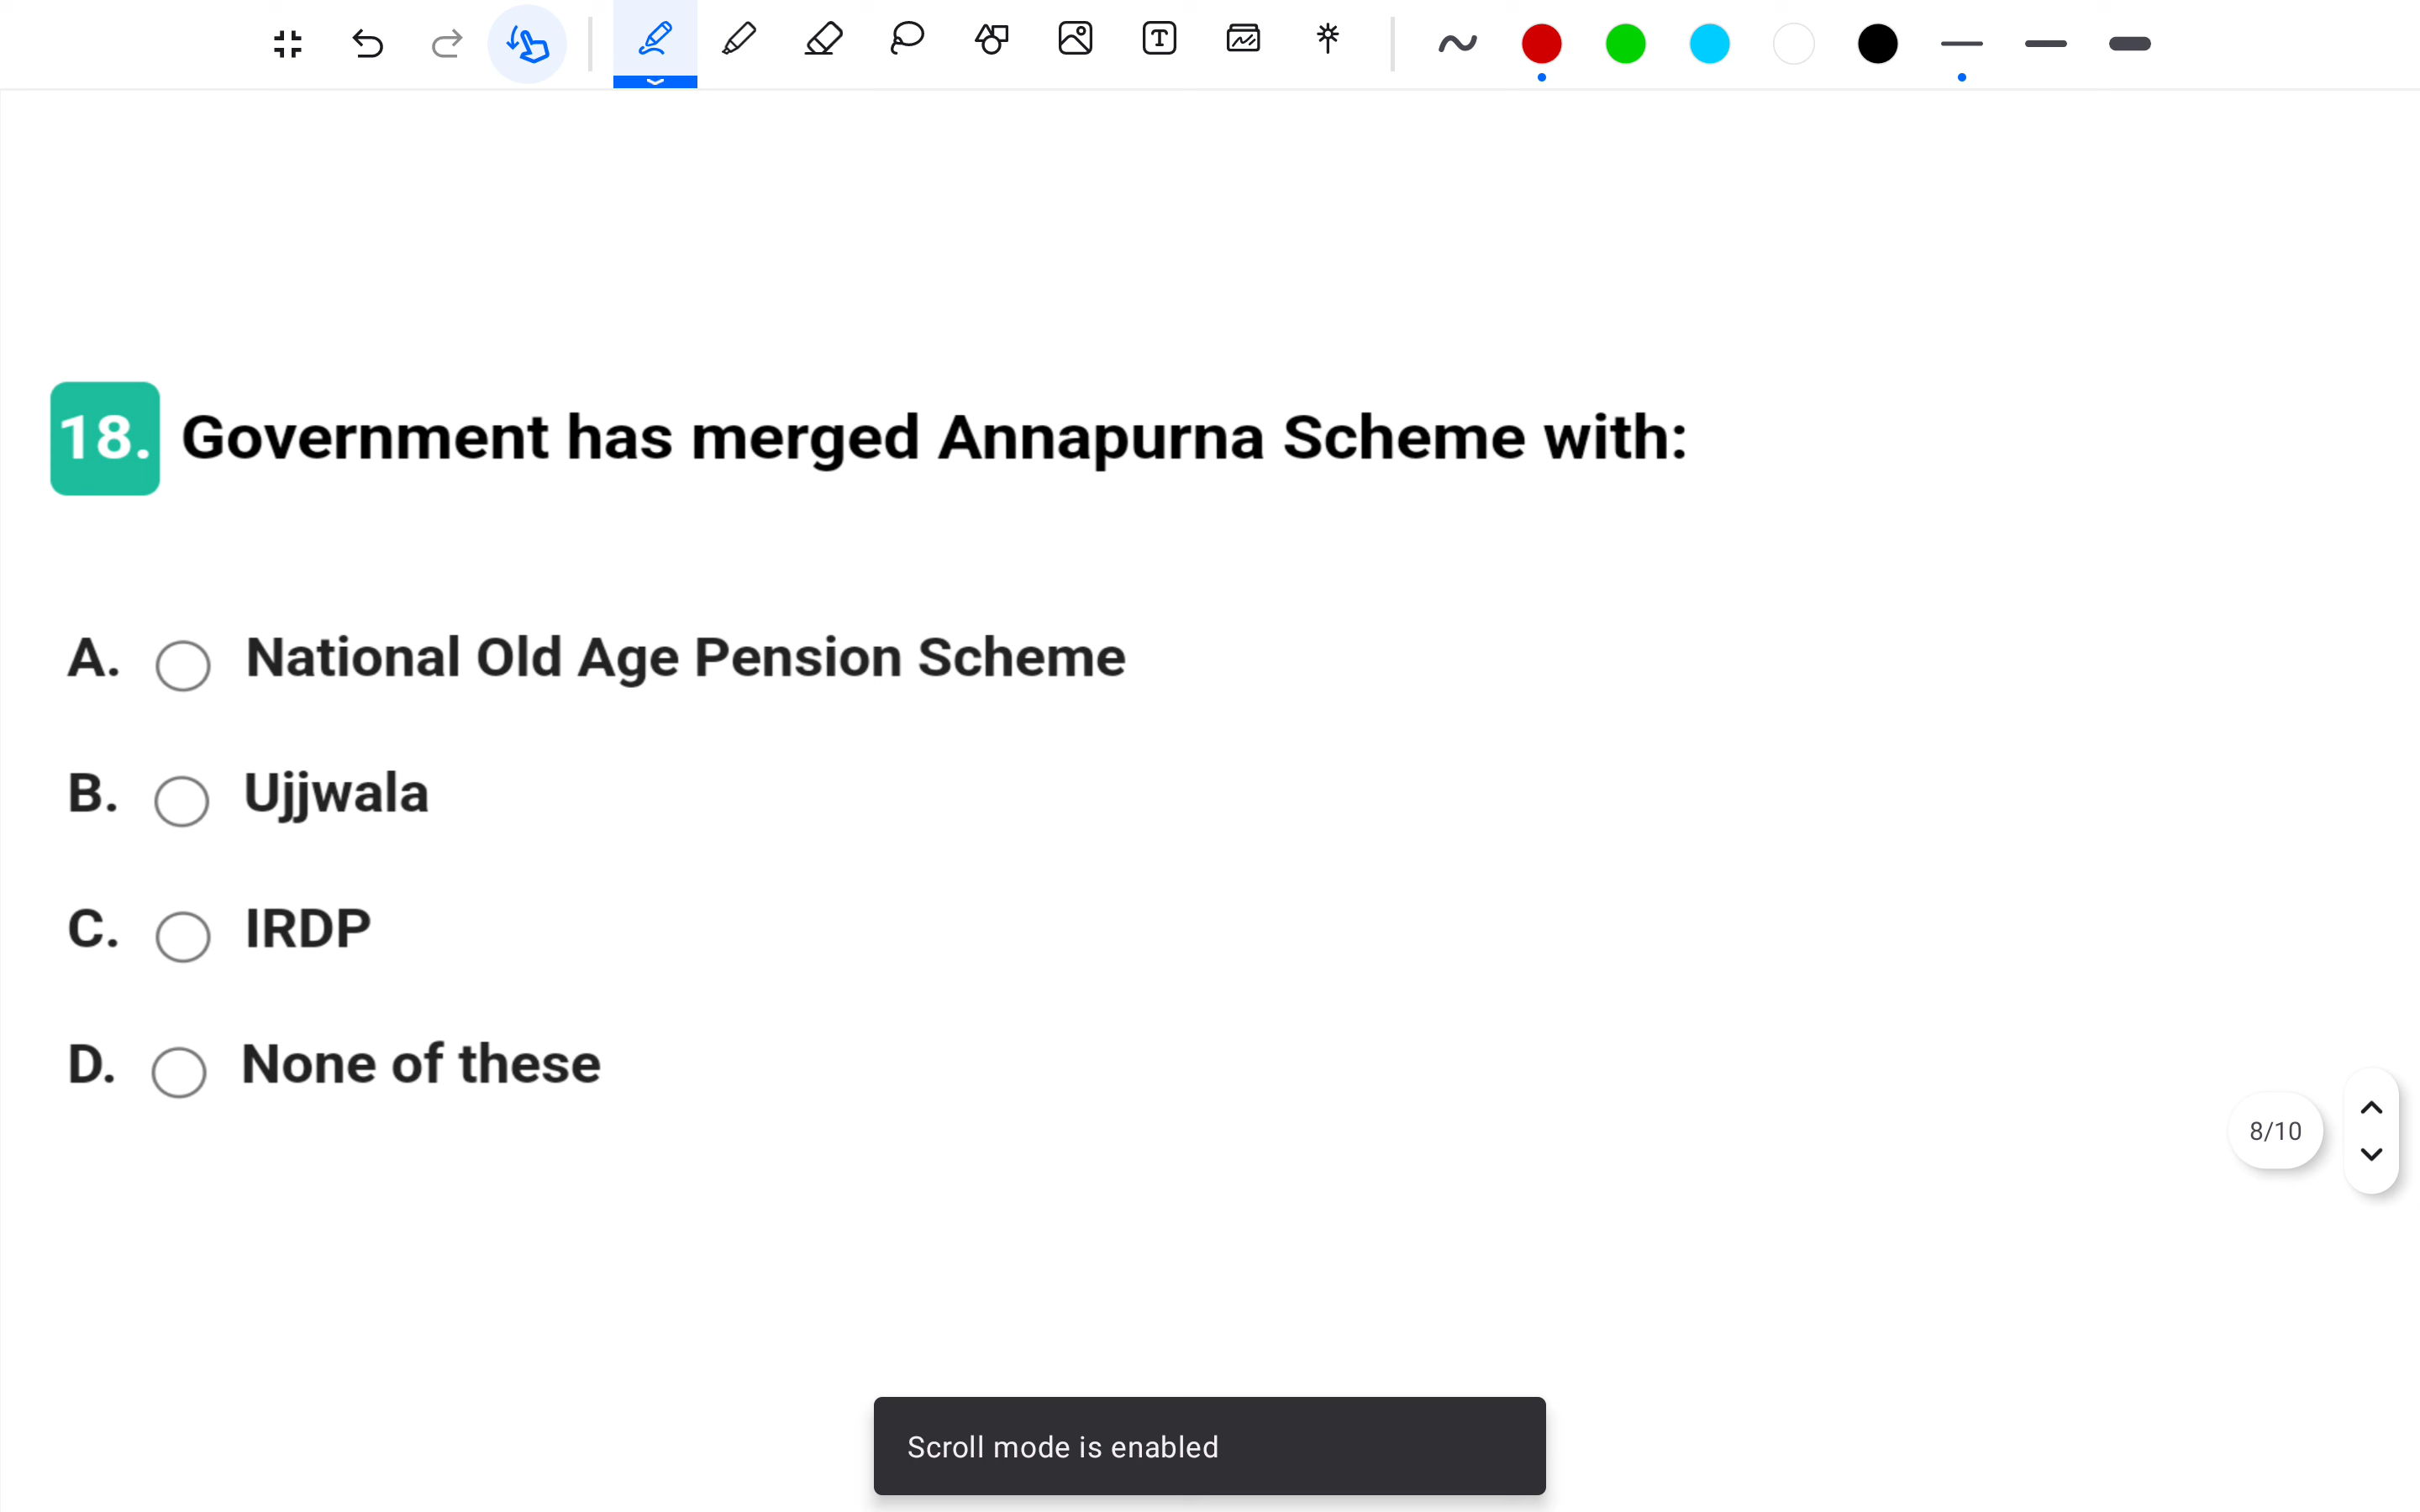 18. Government has merged Annapurna Scheme with:
A. National Old Age Pension Scheme
B. Ujjwala
C. IRDP
D. None of these
8/10
Scroll mode is enabled